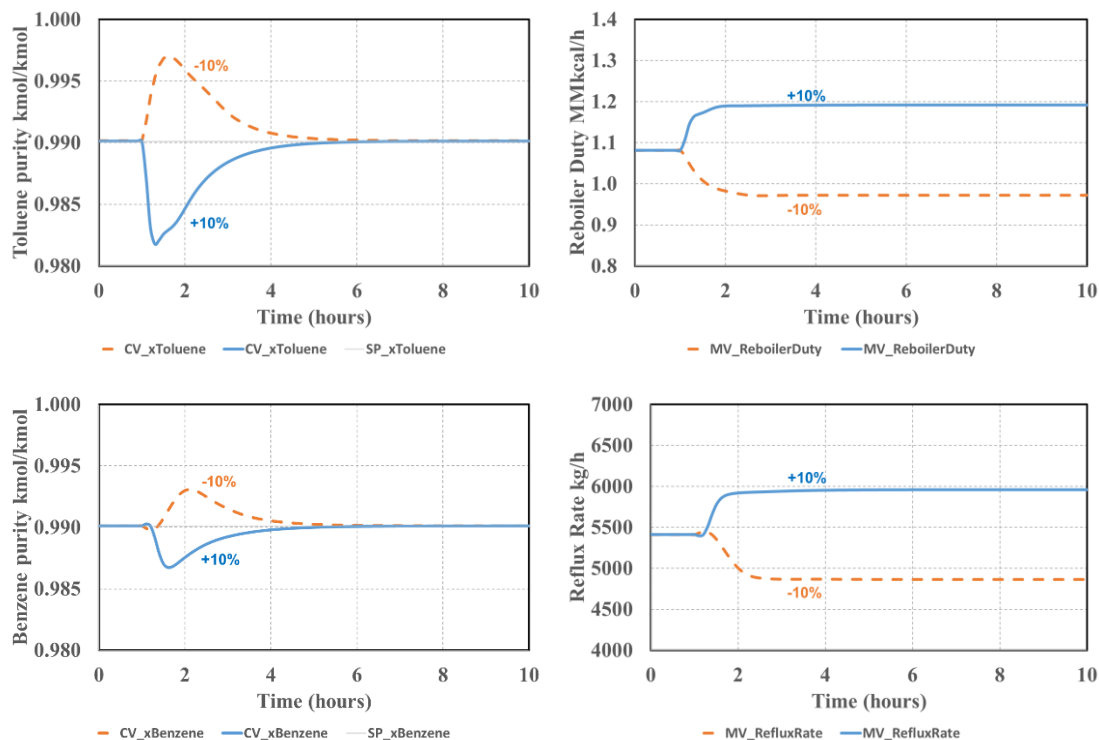 Toluene purity kmol/kmol
1.000
0.995
0.990
0.985
0.980
-10%
+10%
0 2 4 6 8 10
Time (hours)
CV_xToluene CV_xToluene SP_xToluene
Reboiler Duty MMkcal/h
1.4
1.3
1.2
1.1
1.0
0.9
0.8
+10%
-10%
0 2 4 6 8 10
Time (hours)
MV_ReboilerDuty MV_ReboilerDuty
Benzene purity kmol/kmol
1.000
0.995
0.990
0.985
0.980
-10%
+10%
0 2 4 6 8 10
Time (hours)
CV_xBenzene CV_xBenzene SP_xBenzene
Reflux Rate kg/h
7000
6500
6000
5500
5000
4500
4000
+10%
-10%
0 2 4 6 8 10
Time (hours)
MV_RefluxRate MV_RefluxRate